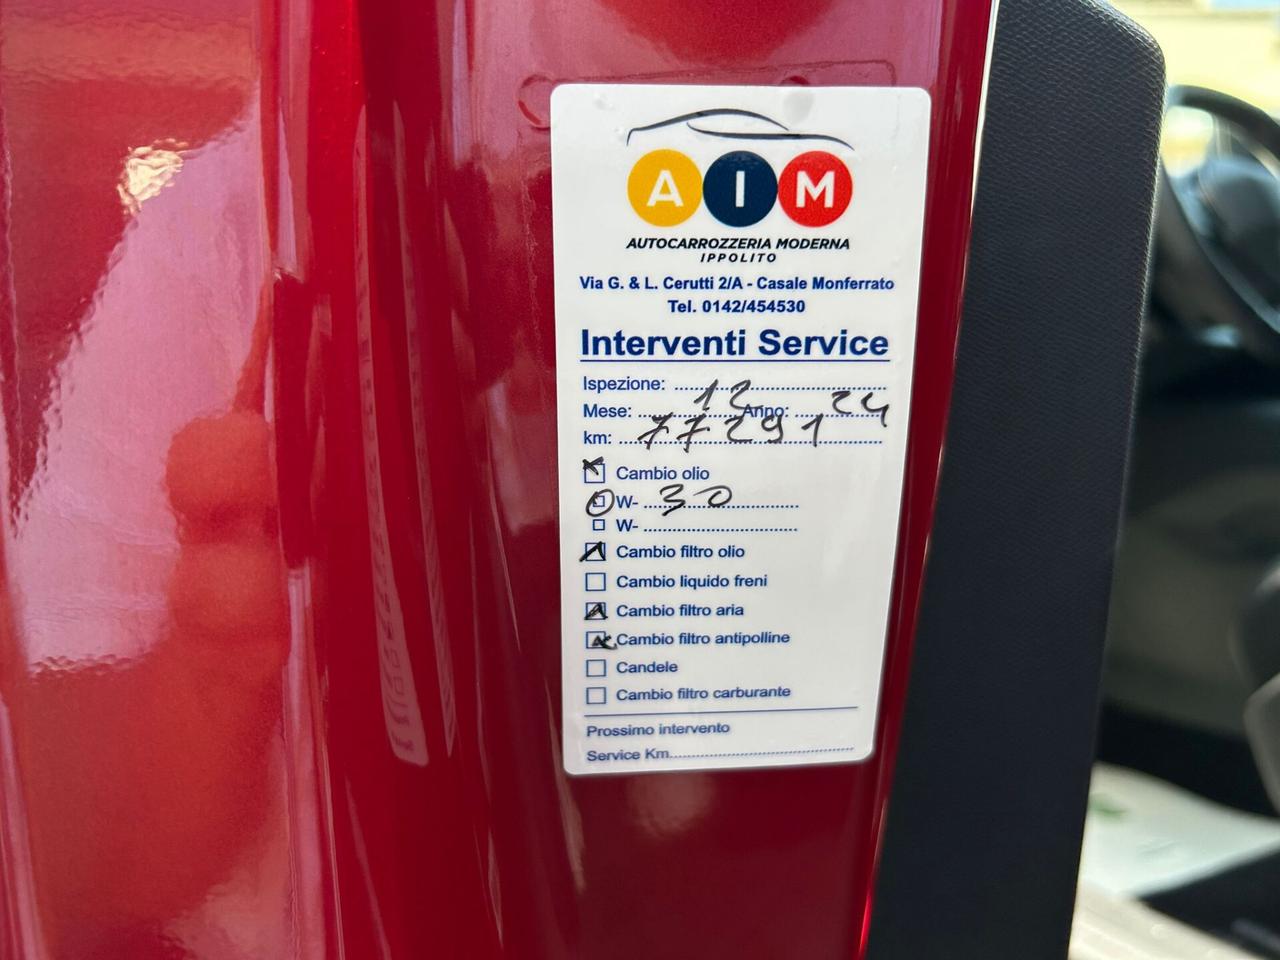 A I M
AUTOCARROZZERIA MODERNA
IPPOLITO
Via G. & L. Cerutti 2/A - Casale Monferrato
Tel. 0142/454530
Interventi Service
Ispezione: ..........
Mese: 12 Anno: 24
km: 77291
Cambio olio
0 W- 30
W- ..........
Cambio filtro olio
Cambio liquido freni
Cambio filtro aria
Cambio filtro antipolline
Candele
Cambio filtro carburante
Prossimo intervento
Service Km..........